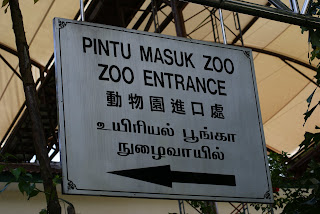 PINTU MASUK ZOO
ZOO ENTRANCE
動物園進口處
உயிரியல் பூங்கா
நுழைவாயில்